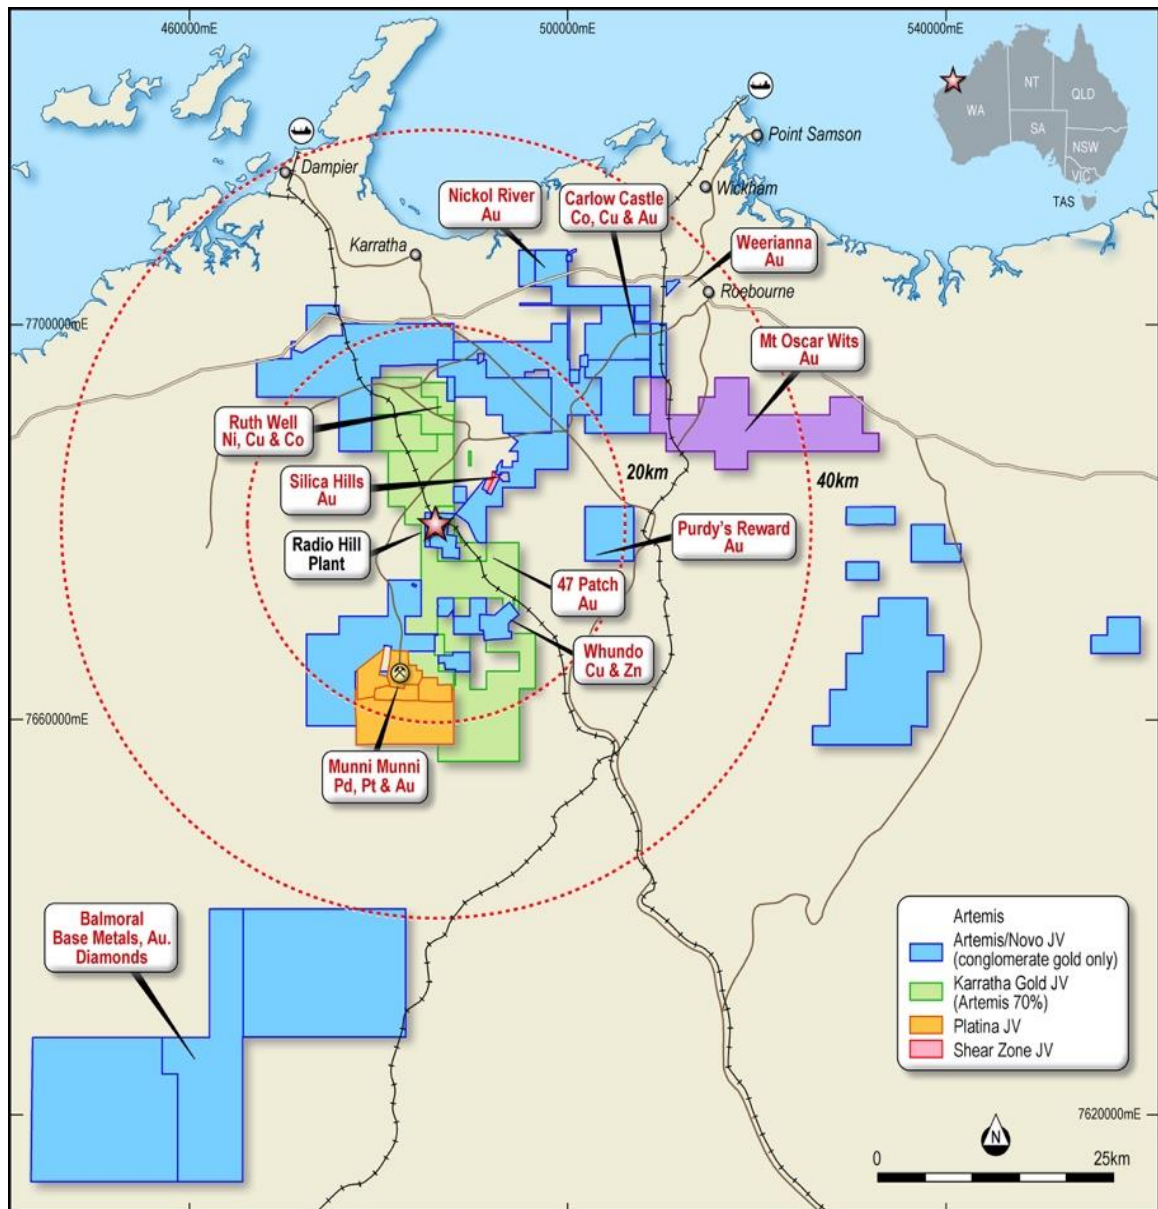 460000mE
500000mE
540000mE
WA
NT
QLD
SA
NSW
VIC
TAS
Point Samson
Dampier
Wickham
Nickol River
Au
Carlow Castle
Co, Cu & Au
Karratha
Weerianna
Au
Roebourne
7700000mE
Mt Oscar Wits
Au
Ruth Well
Ni, Cu & Co
20km
40km
Silica Hills
Au
Radio Hill
Plant
Purdy's Reward
Au
47 Patch
Au
Whundo
Cu & Zn
7660000mE
Munni Munni
Pd, Pt & Au
Balmoral
Base Metals, Au.
Diamonds
Artemis
Artemis/Novo JV
(conglomerate gold only)
Karratha Gold JV
(Artemis 70%)
Platina JV
Shear Zone JV
7620000mE
N
0
25km